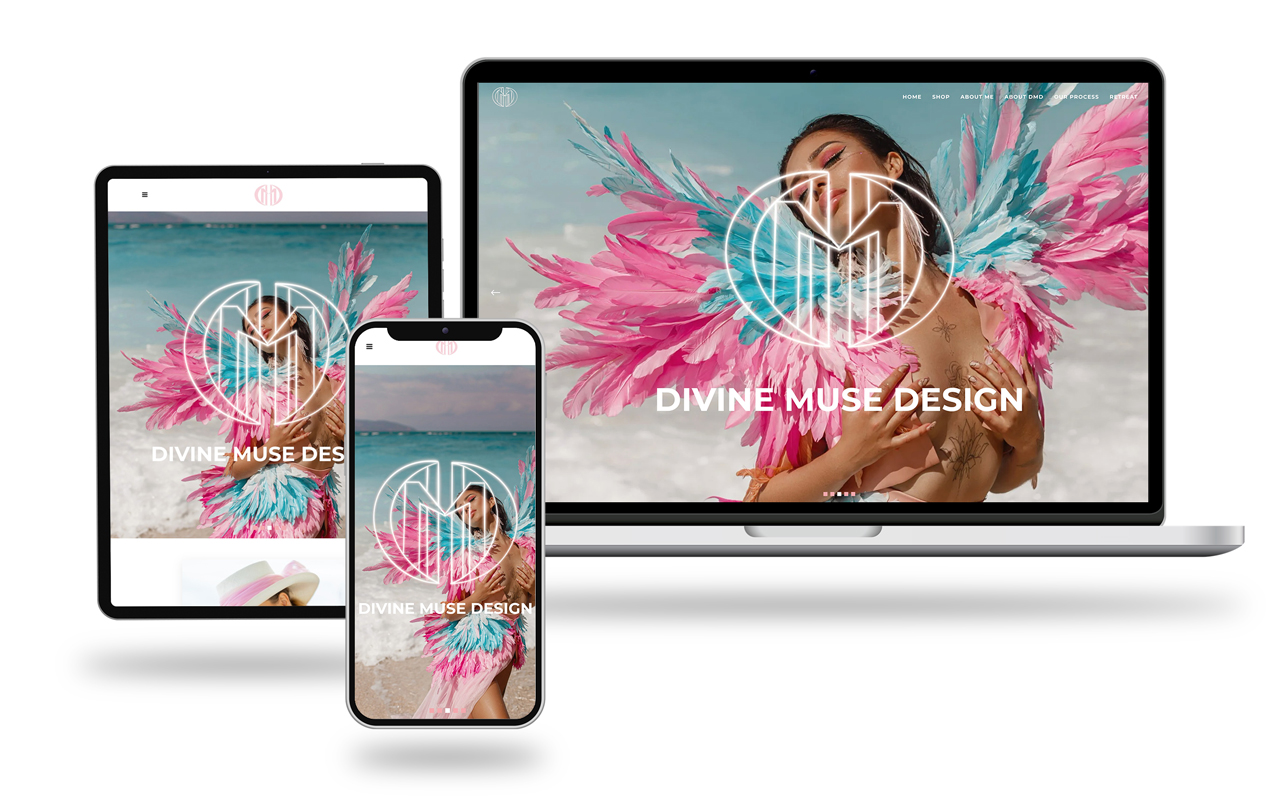 HOME SHOP ABOUT ME ABOUT DMD OUR PROCESS RETREAT
DIVINE MUSE DESIGN
DIVINE MUSE DES
DIVINE MUSE DESIGN